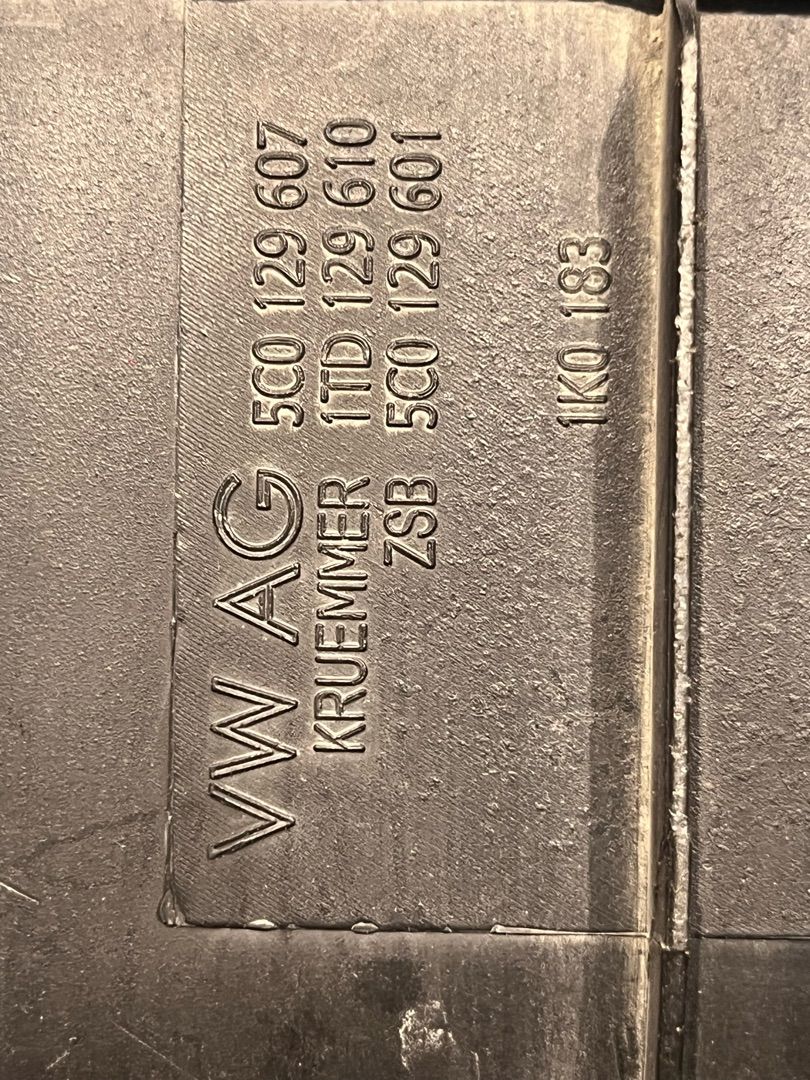 VW AG 5C0 129 607
KRUEMMER 1TD 129 610
ZSB 5C0 129 601
1K0 183